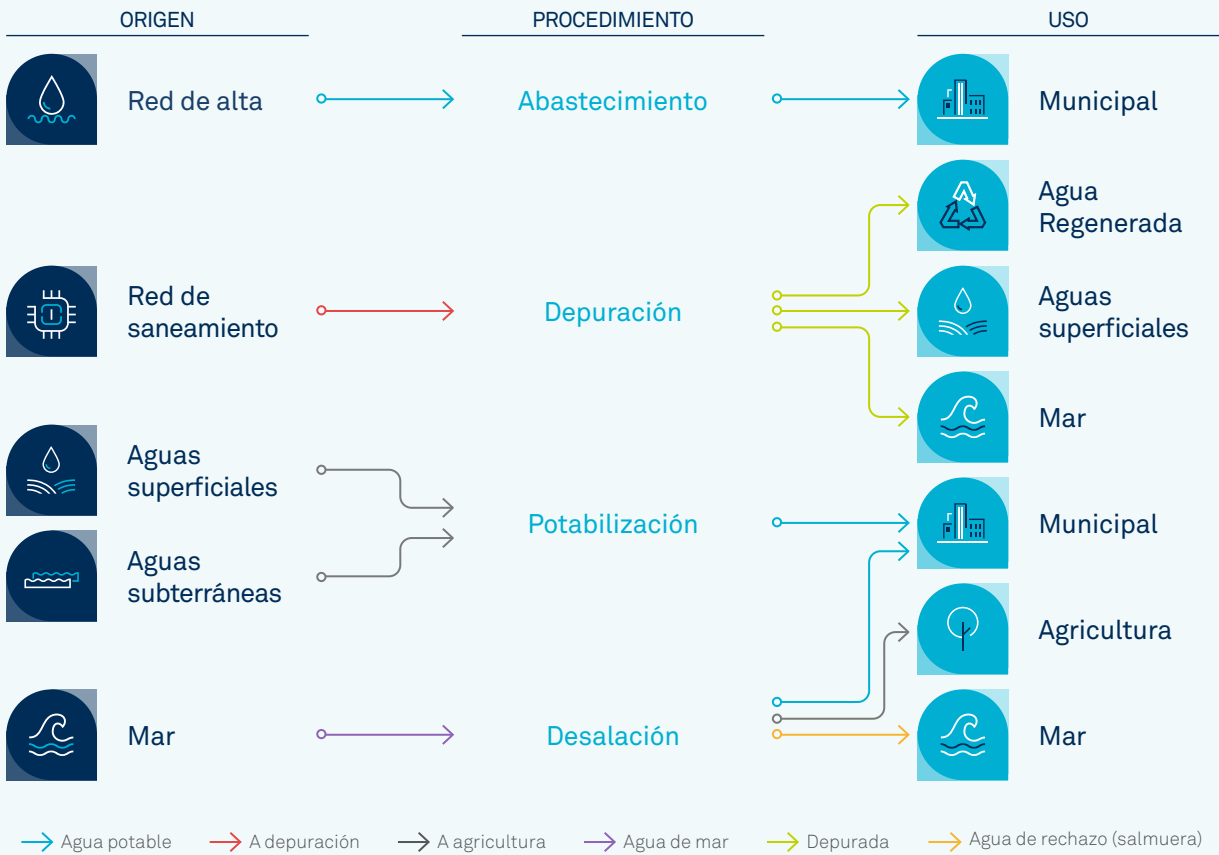 ORIGEN
PROCEDIMIENTO
USO
Red de alta
Abastecimiento
Municipal
Agua
Regenerada
Red de
saneamiento
Depuración
Aguas
superficiales
Mar
Aguas
superficiales
Potabilización
Municipal
Aguas
subterráneas
Agricultura
Mar
Desalación
Mar
Agua potable
A depuración
A agricultura
Agua de mar
Depurada
Agua de rechazo (salmuera)